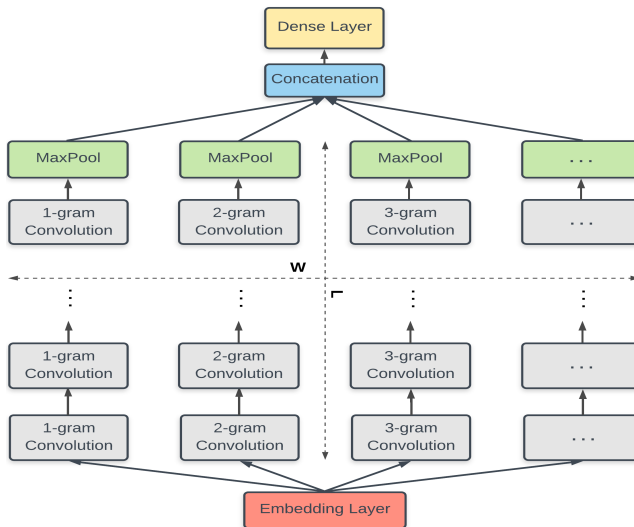 Dense Layer
Concatenation
MaxPool
MaxPool
MaxPool
...
1-gram
Convolution
2-gram
Convolution
3-gram
Convolution
...
W
L
...
...
...
...
1-gram
Convolution
2-gram
Convolution
3-gram
Convolution
...
1-gram
Convolution
2-gram
Convolution
3-gram
Convolution
...
Embedding Layer